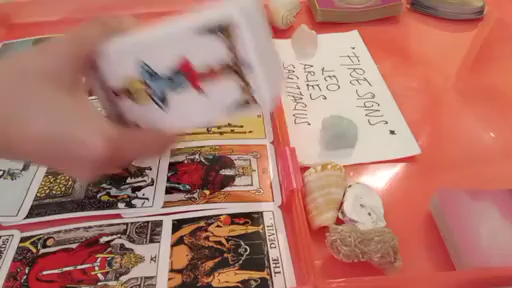 *FIRE SIGNS*
LEO
ARIES
SAGITTARIUS
THE DEVIL.